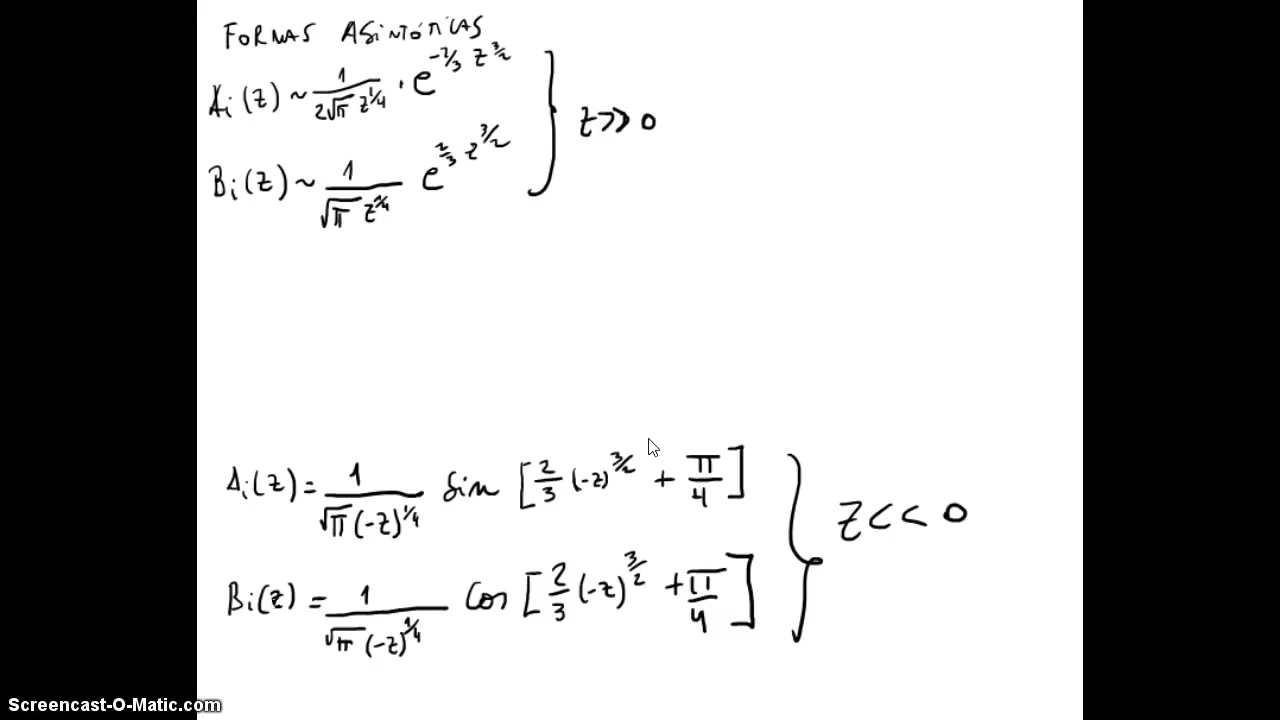 FORMAS ASINTÓTICAS
Ai(z) ~ 1/(2√π z^1/4) · e^(-2/3 z^3/2)
Bi(z) ~ 1/(√π z^1/4) e^(2/3 z^3/2)
z >> 0
Ai(z) = 1/(√π (-z)^1/4) sin [2/3 (-z)^3/2 + π/4]
Bi(z) = 1/(√π (-z)^1/4) cos [2/3 (-z)^3/2 + π/4]
z << 0
Screencast-O-Matic.com